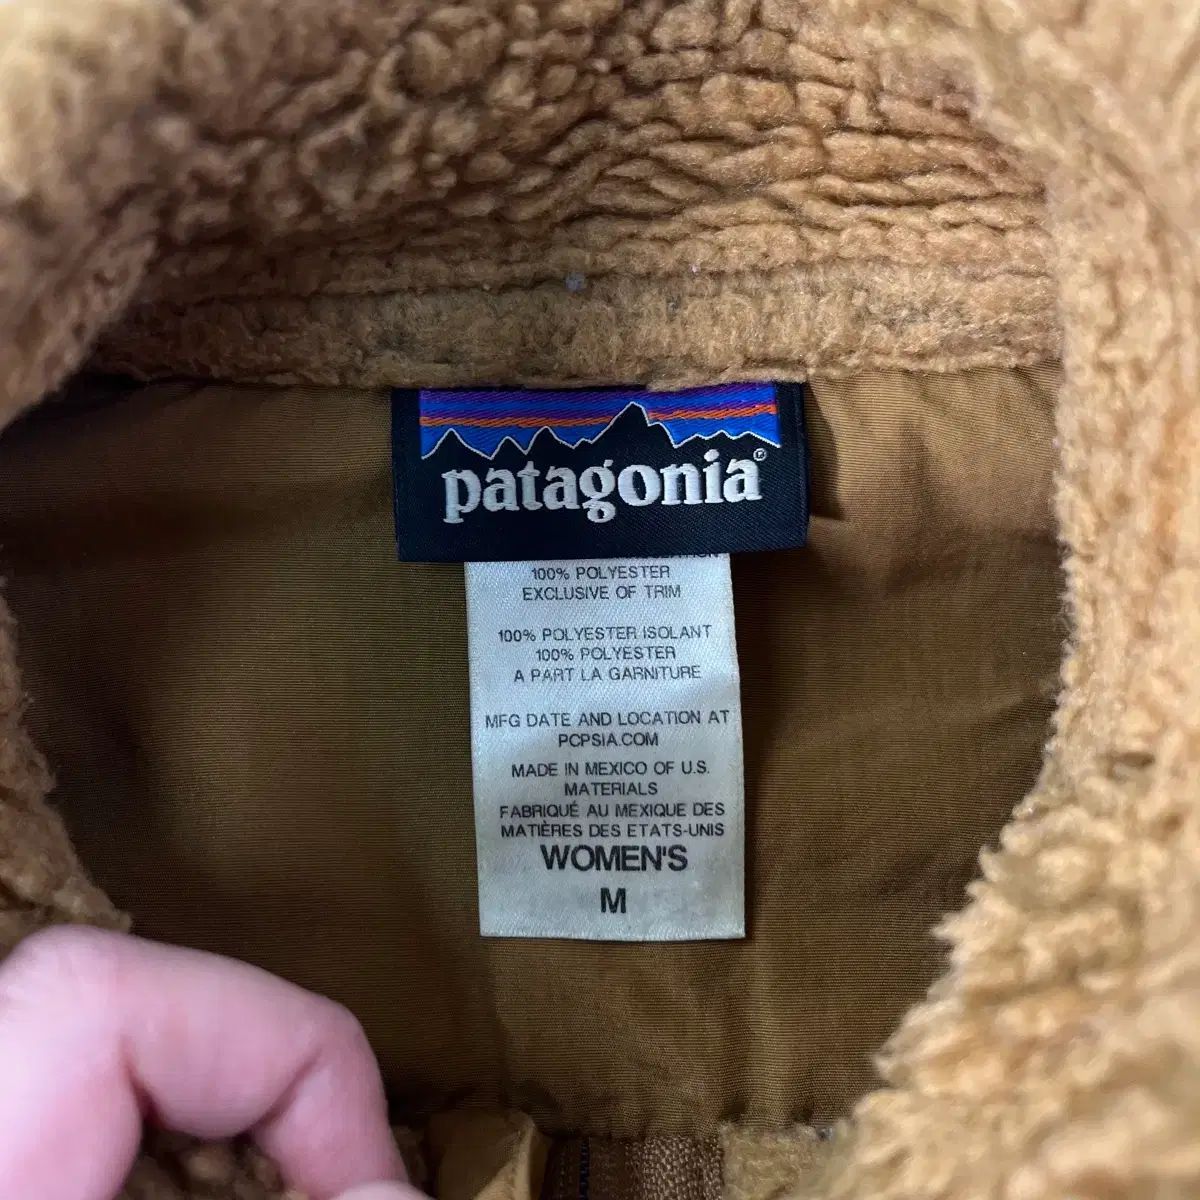 patagonia®
100% POLYESTER
EXCLUSIVE OF TRIM
100% POLYESTER ISOLANT
100% POLYESTER
A PART LA GARNITURE
MFG DATE AND LOCATION AT
PCPSIA.COM
MADE IN MEXICO OF U.S.
MATERIALS
FABRIQUÉ AU MEXIQUE DES
MATIÈRES DES ETATS-UNIS
WOMEN'S
M